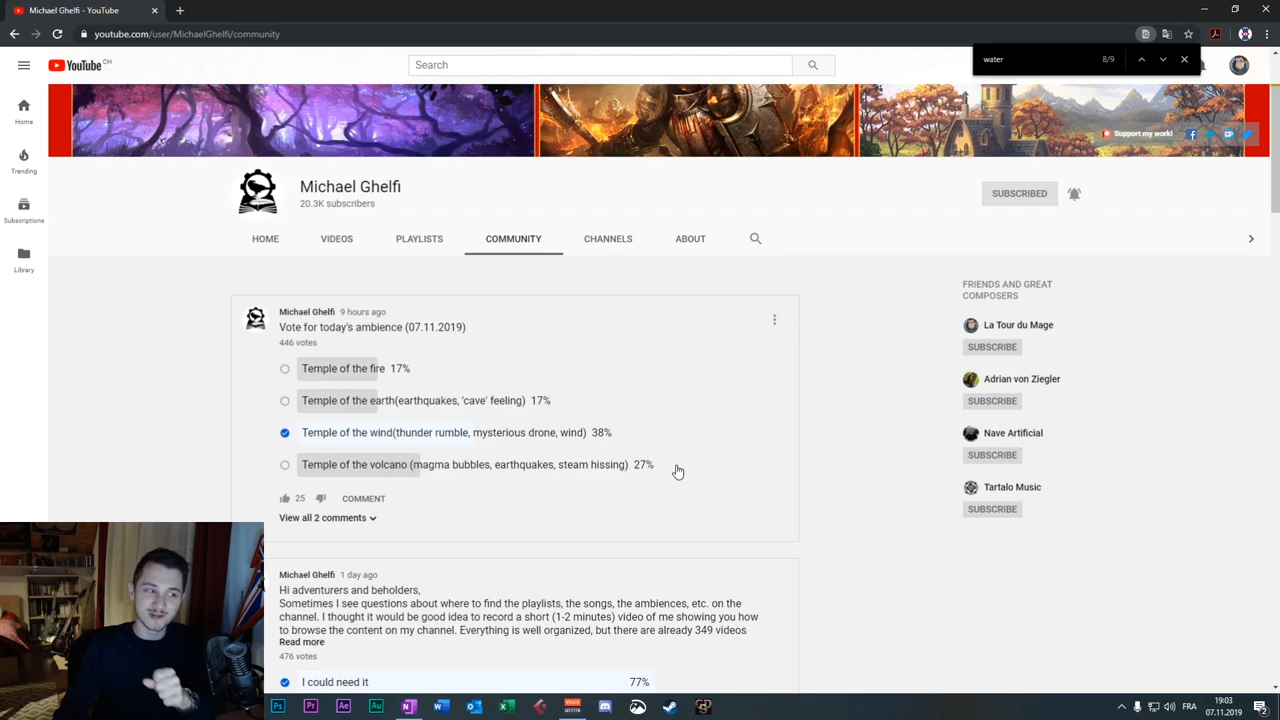 Michael Ghelfi - YouTube
youtube.com/user/MichaelGhelfi/community
water 8/9
YouTube CH
Search
Home
Trending
Subscriptions
Library
Support my work!
Michael Ghelfi
20.3K subscribers
SUBSCRIBED
HOME VIDEOS PLAYLISTS COMMUNITY CHANNELS ABOUT
Michael Ghelfi 9 hours ago
Vote for today's ambience (07.11.2019)
446 votes
Temple of the fire 17%
Temple of the earth(earthquakes, 'cave' feeling) 17%
Temple of the wind(thunder rumble, mysterious drone, wind) 38%
Temple of the volcano (magma bubbles, earthquakes, steam hissing) 27%
25 COMMENT
View all 2 comments
FRIENDS AND GREAT
COMPOSERS
La Tour du Mage
SUBSCRIBE
Adrian von Ziegler
SUBSCRIBE
Nave Artificial
SUBSCRIBE
Tartalo Music
SUBSCRIBE
Michael Ghelfi 1 day ago
Hi adventurers and beholders,
Sometimes I see questions about where to find the playlists, the songs, the ambiences, etc. on the
channel. I thought it would be good idea to record a short (1-2 minutes) video of me showing you how
to browse the content on my channel. Everything is well organized, but there are already 349 videos
Read more
476 votes
I could need it 77%
Ps Pr Ae Au
FRA
19:03
07.11.2019